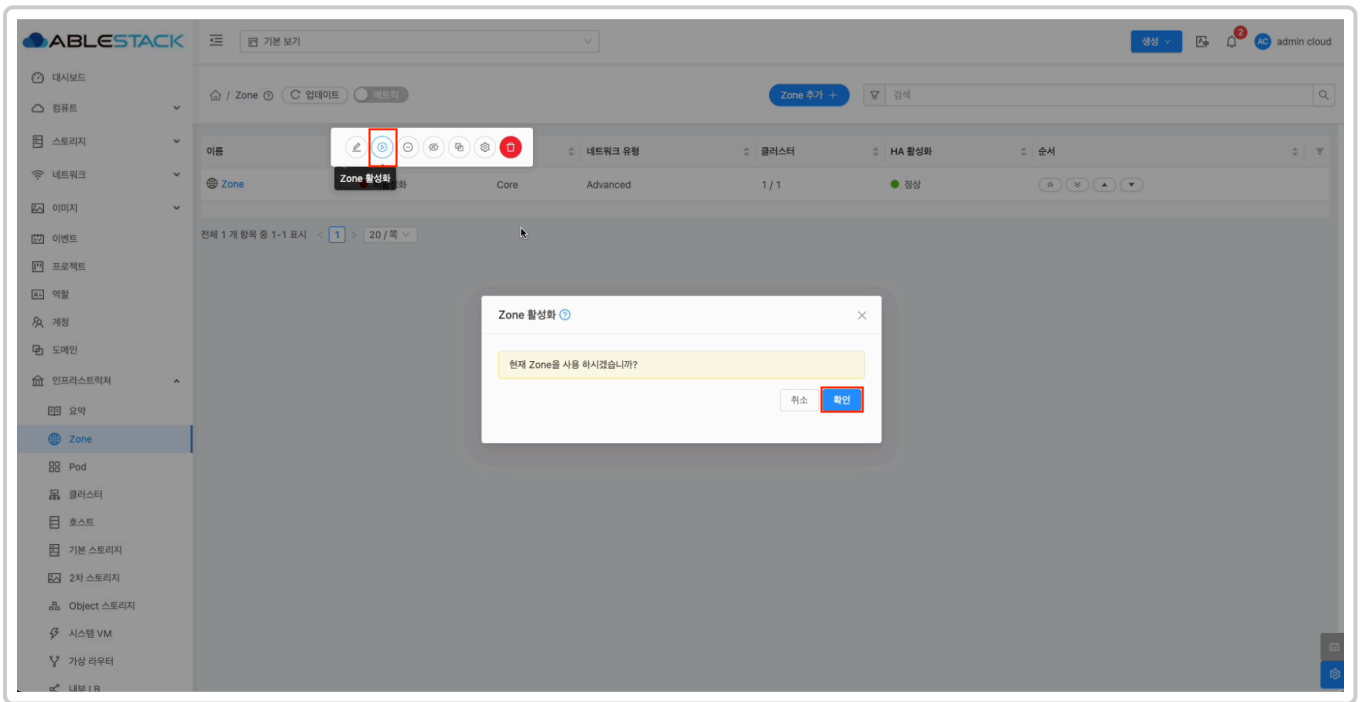 ABLESTACK
기본 보기
생성
2
AC
admin cloud
대시보드
/ Zone
업데이트
메트릭
Zone 추가 +
검색
컴퓨트
스토리지
네트워크
이미지
이벤트
프로젝트
역할
계정
도메인
인프라스트럭쳐
요약
Zone
Pod
클러스터
호스트
기본 스토리지
2차 스토리지
Object 스토리지
시스템 VM
가상 라우터
내부 LB
이름
네트워크 유형
클러스터
HA 활성화
순서
Zone 활성화
Zone
Core
Advanced
1 / 1
정상
전체 1 개 항목 중 1-1 표시 < 1 > 20 / 쪽
Zone 활성화
현재 Zone을 사용 하시겠습니까?
취소
확인